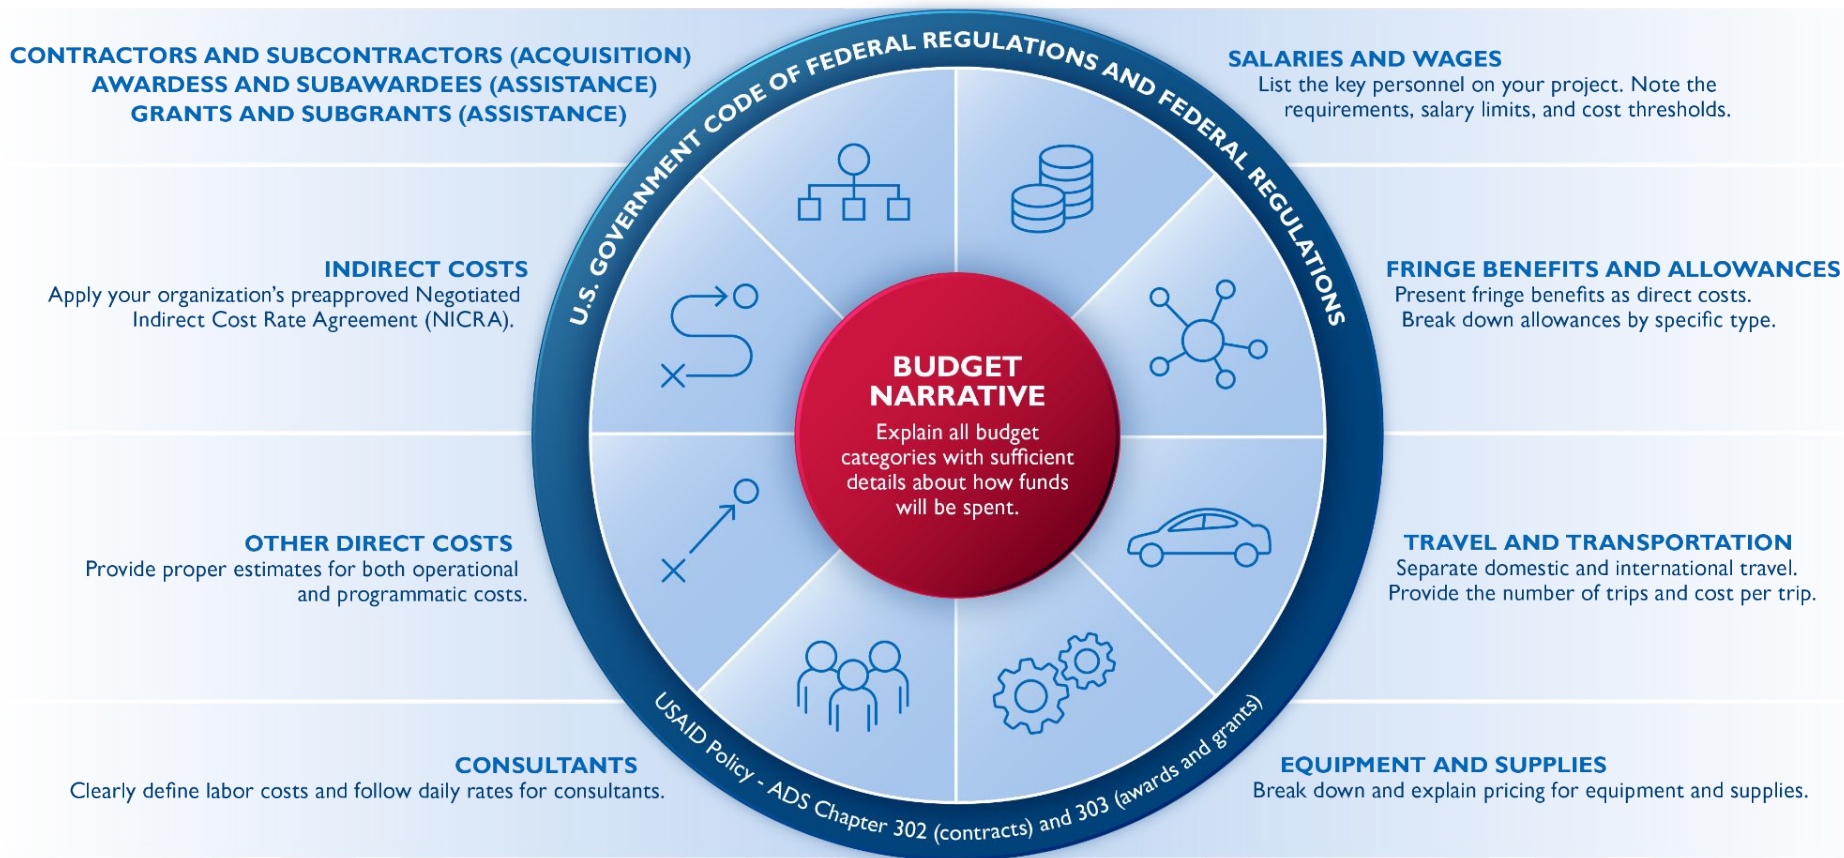 CONTRACTORS AND SUBCONTRACTORS (ACQUISITION)
AWARDESS AND SUBAWARDEES (ASSISTANCE)
GRANTS AND SUBGRANTS (ASSISTANCE)
INDIRECT COSTS
Apply your organization's preapproved Negotiated
Indirect Cost Rate Agreement (NICRA).
OTHER DIRECT COSTS
Provide proper estimates for both operational
and programmatic costs.
CONSULTANTS
Clearly define labor costs and follow daily rates for consultants.
U.S. GOVERNMENT CODE OF FEDERAL REGULATIONS AND FEDERAL REGULATIONS
BUDGET
NARRATIVE
Explain all budget
categories with sufficient
details about how funds
will be spent.
USAID Policy - ADS Chapter 302 (contracts) and 303 (awards and grants)
SALARIES AND WAGES
List the key personnel on your project. Note the
requirements, salary limits, and cost thresholds.
FRINGE BENEFITS AND ALLOWANCES
Present fringe benefits as direct costs.
Break down allowances by specific type.
TRAVEL AND TRANSPORTATION
Separate domestic and international travel.
Provide the number of trips and cost per trip.
EQUIPMENT AND SUPPLIES
Break down and explain pricing for equipment and supplies.